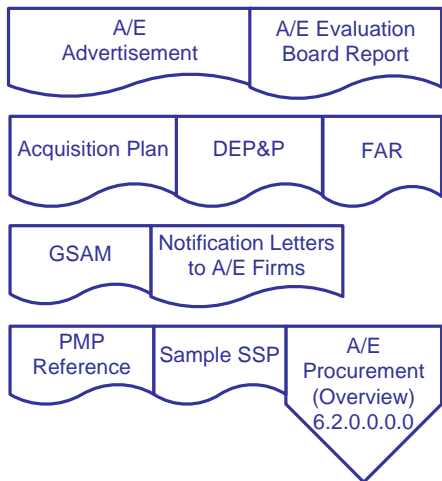 A/E
Advertisement
A/E Evaluation
Board Report
Acquisition Plan
DEP&P
FAR
GSAM
Notification Letters
to A/E Firms
PMP
Reference
Sample SSP
A/E
Procurement
(Overview)
6.2.0.0.0.0